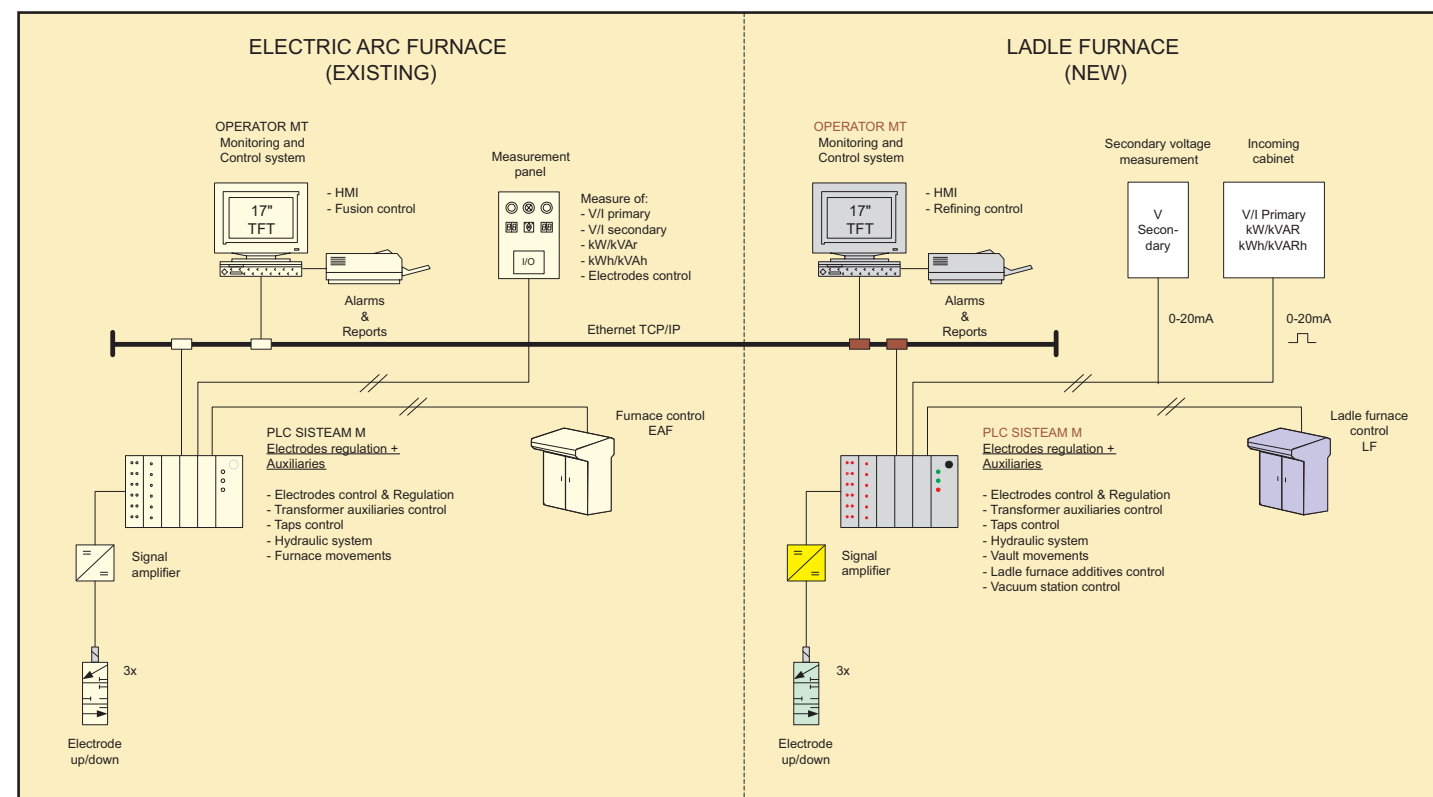 ELECTRIC ARC FURNACE
(EXISTING)
OPERATOR MT
Monitoring and
Control system
17"
TFT
- HMI
- Fusion control
Alarms
&
Reports
Measurement
panel
I/O
Measure of:
- V/I primary
- V/I secondary
- kW/kVAr
- kWh/kVAh
- Electrodes control
Ethernet TCP/IP
PLC SISTEAM M
Electrodes regulation +
Auxiliaries
- Electrodes control & Regulation
- Transformer auxiliaries control
- Taps control
- Hydraulic system
- Furnace movements
Furnace control
EAF
Signal
amplifier
3x
Electrode
up/down
LADLE FURNACE
(NEW)
OPERATOR MT
Monitoring and
Control system
17"
TFT
- HMI
- Refining control
Alarms
&
Reports
Secondary voltage
measurement
V
Secon-
dary
0-20mA
Incoming
cabinet
V/I Primary
kW/kVAR
kWh/kVARh
0-20mA
PLC SISTEAM M
Electrodes regulation +
Auxiliaries
- Electrodes control & Regulation
- Transformer auxiliaries control
- Taps control
- Hydraulic system
- Vault movements
- Ladle furnace additives control
- Vacuum station control
Ladle furnace
control
LF
Signal
amplifier
3x
Electrode
up/down